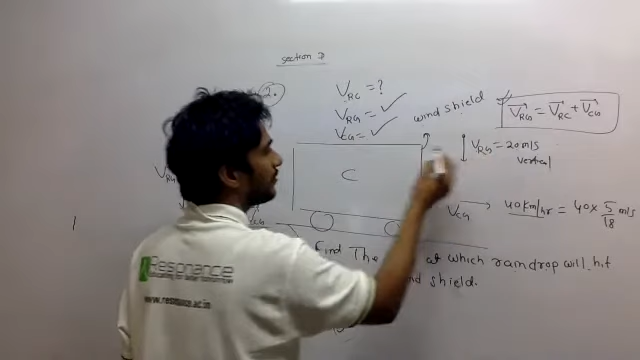 section
2.
V_RC = ?
V_RG = ✓
V_CG = ✓
wind shield
V_RG = V_RC + V_CG
V_RG = 20 m/s
vertical
C
V_CG → 40 km/hr = 40 × 5/18 m/s
Find The at which raindrop will hit
shield.
Resonance
www.resonance.ac.in